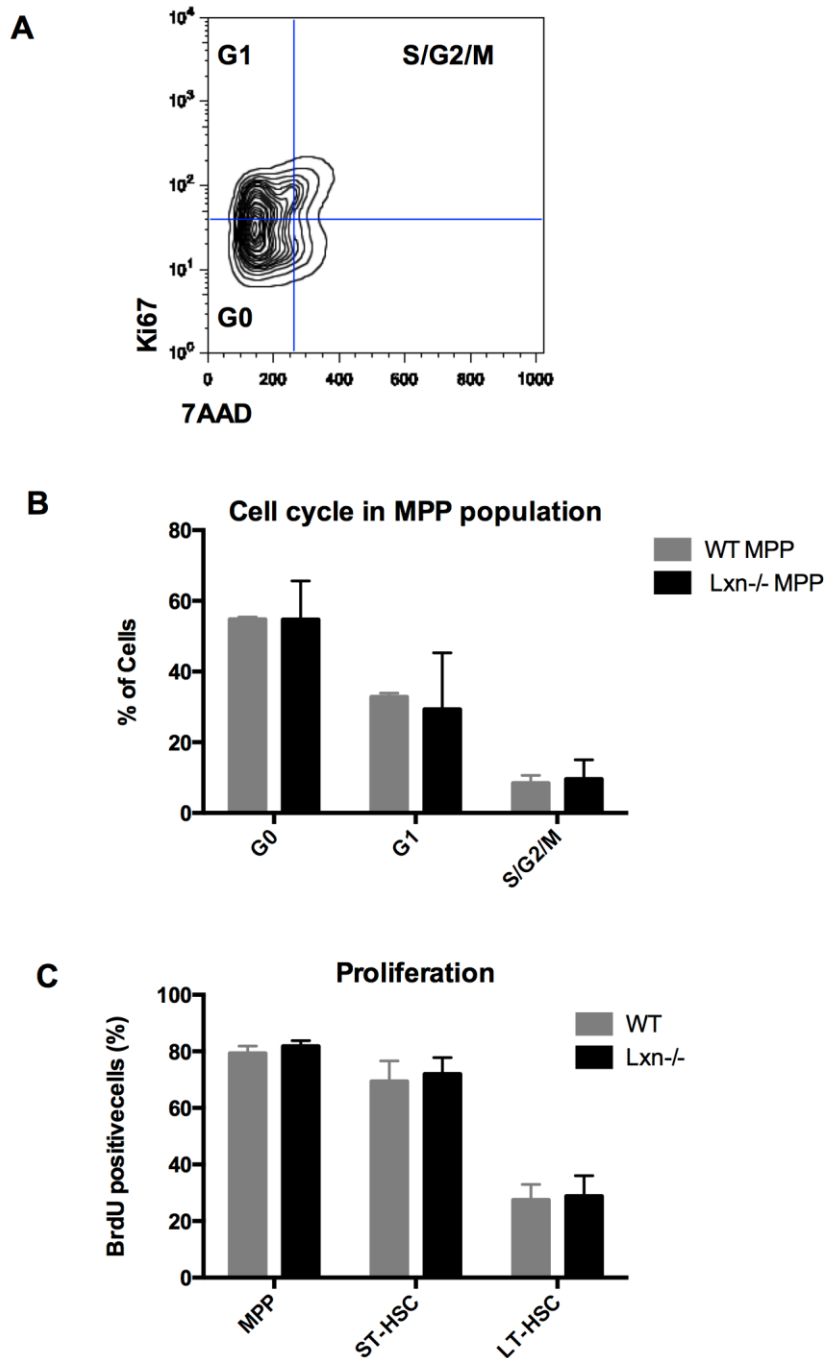 A
G1 S/G2/M
G0
Ki67
10⁴
10³
10²
10¹
10⁰
0 200 400 600 800 1000
7AAD
B
Cell cycle in MPP population
WT MPP
Lxn-/- MPP
% of Cells
80
60
40
20
0
G0 G1 S/G2/M
C
Proliferation
WT
Lxn-/-
BrdU positivecells (%)
100
80
60
40
20
0
MPP ST-HSC LT-HSC